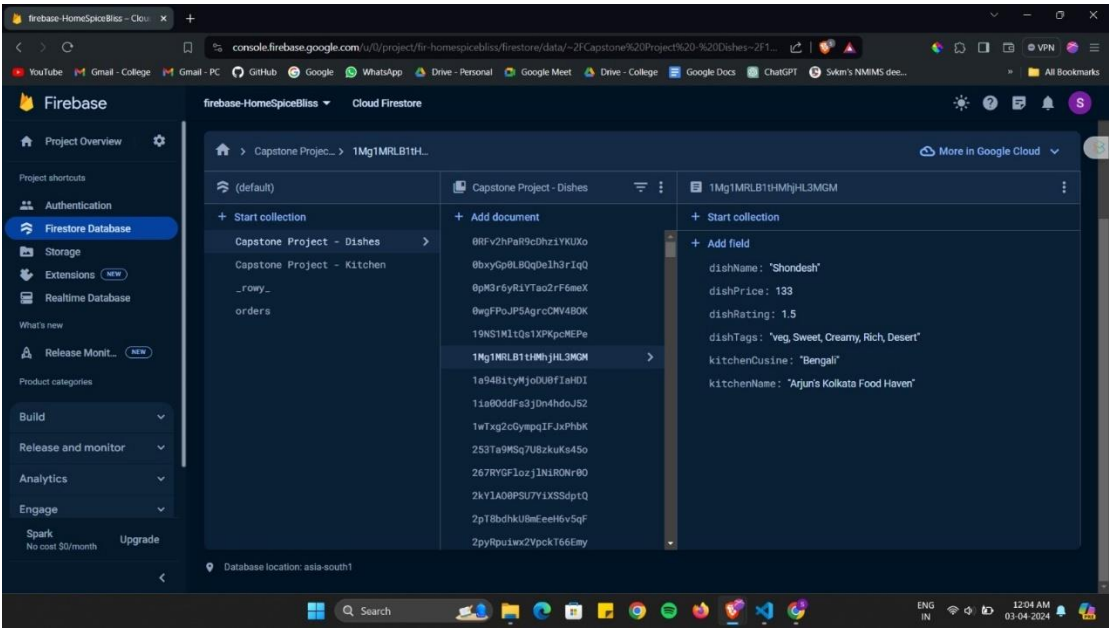 firebase-HomeSpiceBliss – Clou
console.firebase.google.com/u/0/project/fir-homespicebliss/firestore/data/~2FCapstone%20Project%20-%20Dishes~2F1...
VPN
YouTube
Gmail - College
Gmail - PC
GitHub
Google
WhatsApp
Drive - Personal
Google Meet
Drive - College
Google Docs
ChatGPT
Svkm's NMIMS dee...
All Bookmarks
Firebase
firebase-HomeSpiceBliss
Cloud Firestore
S
Project Overview
Project shortcuts
Authentication
Firestore Database
Storage
Extensions NEW
Realtime Database
What's new
Release Monit... NEW
Product categories
Build
Release and monitor
Analytics
Engage
Spark
No cost $0/month
Upgrade
Capstone Projec...
1Mg1MRLB1tH...
More in Google Cloud
(default)
+ Start collection
Capstone Project - Dishes
Capstone Project - Kitchen
_rowy_
orders
Capstone Project - Dishes
+ Add document
0RFv2hPaR9cDhziYKUXo
0bxyGp0LBQqDelh3rIqQ
0pM3r6yRiYTao2rF6meX
0wgFPoJP5AgrcCMV4BOK
19NS1MltQs1XPKpcMEPe
1Mg1MRLB1tHMhjHL3MGM
1a94BityMjoDU0fIaHDI
1ia0OddFs3jDn4hdoJ52
1wTxg2cGympqIFJxPhbK
253Ta9MSq7U8zkuKs45o
267RYGFlozjlNiRONr0O
2kYlAO0PSU7YiXSSdptQ
2pT8bdhkU8mEeeH6v5qF
2pyRpuiwx2VpckT66Emy
1Mg1MRLB1tHMhjHL3MGM
+ Start collection
+ Add field
dishName: "Shondesh"
dishPrice: 133
dishRating: 1.5
dishTags: "veg, Sweet, Creamy, Rich, Desert"
kitchenCusine: "Bengali"
kitchenName: "Arjun's Kolkata Food Haven"
Database location: asia-south1
Search
ENG
IN
12:04 AM
03-04-2024